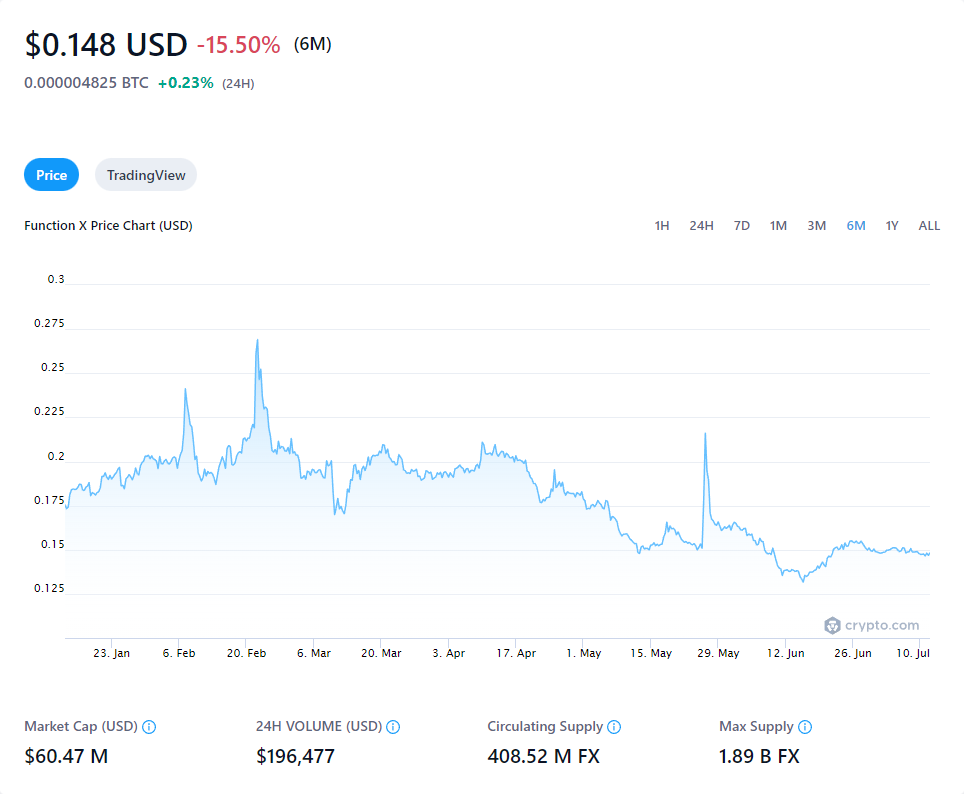 $0.148 USD -15.50% (6M)
0.000004825 BTC +0.23% (24H)
Price TradingView
Function X Price Chart (USD) 1H 24H 7D 1M 3M 6M 1Y ALL
0.3
0.275
0.25
0.225
0.2
0.175
0.15
0.125
crypto.com
23. Jan 6. Feb 20. Feb 6. Mar 20. Mar 3. Apr 17. Apr 1. May 15. May 29. May 12. Jun 26. Jun 10. Jul
Market Cap (USD) 24H VOLUME (USD) Circulating Supply Max Supply
$60.47 M $196,477 408.52 M FX 1.89 B FX